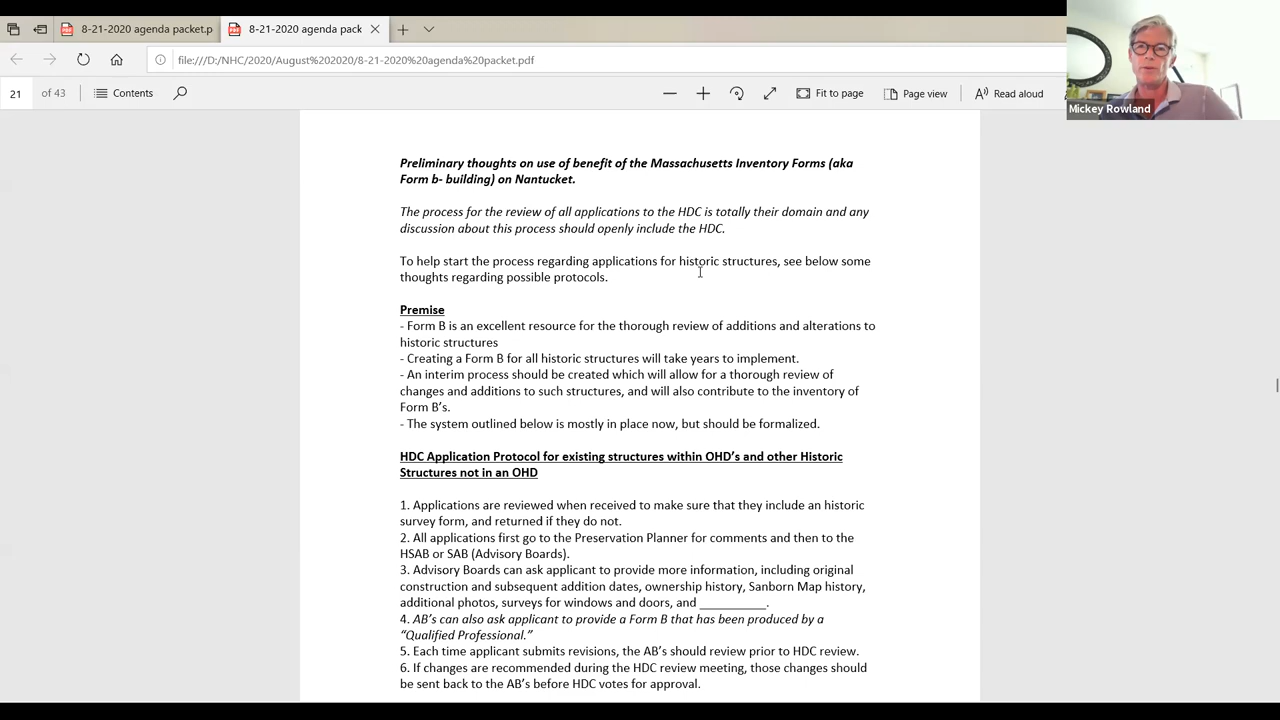 8-21-2020 agenda packet.p
8-21-2020 agenda pack
file:///D:/NHC/2020/August%202020/8-21-2020%20agenda%20packet.pdf
21 of 43 Contents Fit to page Page view Read aloud
Mickey Rowland
Preliminary thoughts on use of benefit of the Massachusetts Inventory Forms (aka
Form b- building) on Nantucket.
The process for the review of all applications to the HDC is totally their domain and any
discussion about this process should openly include the HDC.
To help start the process regarding applications for historic structures, see below some
thoughts regarding possible protocols.
Premise
- Form B is an excellent resource for the thorough review of additions and alterations to
historic structures
- Creating a Form B for all historic structures will take years to implement.
- An interim process should be created which will allow for a thorough review of
changes and additions to such structures, and will also contribute to the inventory of
Form B’s.
- The system outlined below is mostly in place now, but should be formalized.
HDC Application Protocol for existing structures within OHD’s and other Historic
Structures not in an OHD
1. Applications are reviewed when received to make sure that they include an historic
survey form, and returned if they do not.
2. All applications first go to the Preservation Planner for comments and then to the
HSAB or SAB (Advisory Boards).
3. Advisory Boards can ask applicant to provide more information, including original
construction and subsequent addition dates, ownership history, Sanborn Map history,
additional photos, surveys for windows and doors, and __________.
4. AB’s can also ask applicant to provide a Form B that has been produced by a
“Qualified Professional.”
5. Each time applicant submits revisions, the AB’s should review prior to HDC review.
6. If changes are recommended during the HDC review meeting, those changes should
be sent back to the AB’s before HDC votes for approval.